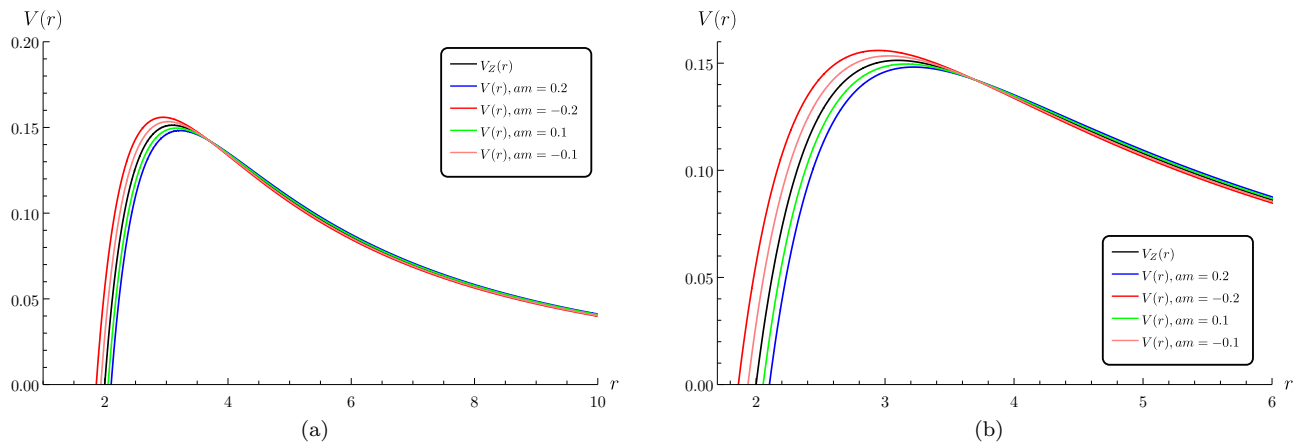 V(r)
0.20
0.15
0.10
0.05
0.00
2
4
6
8
10
r
V_Z(r)
V(r), am = 0.2
V(r), am = −0.2
V(r), am = 0.1
V(r), am = −0.1
(a)
V(r)
0.15
0.10
0.05
0.00
2
3
4
5
6
r
V_Z(r)
V(r), am = 0.2
V(r), am = −0.2
V(r), am = 0.1
V(r), am = −0.1
(b)